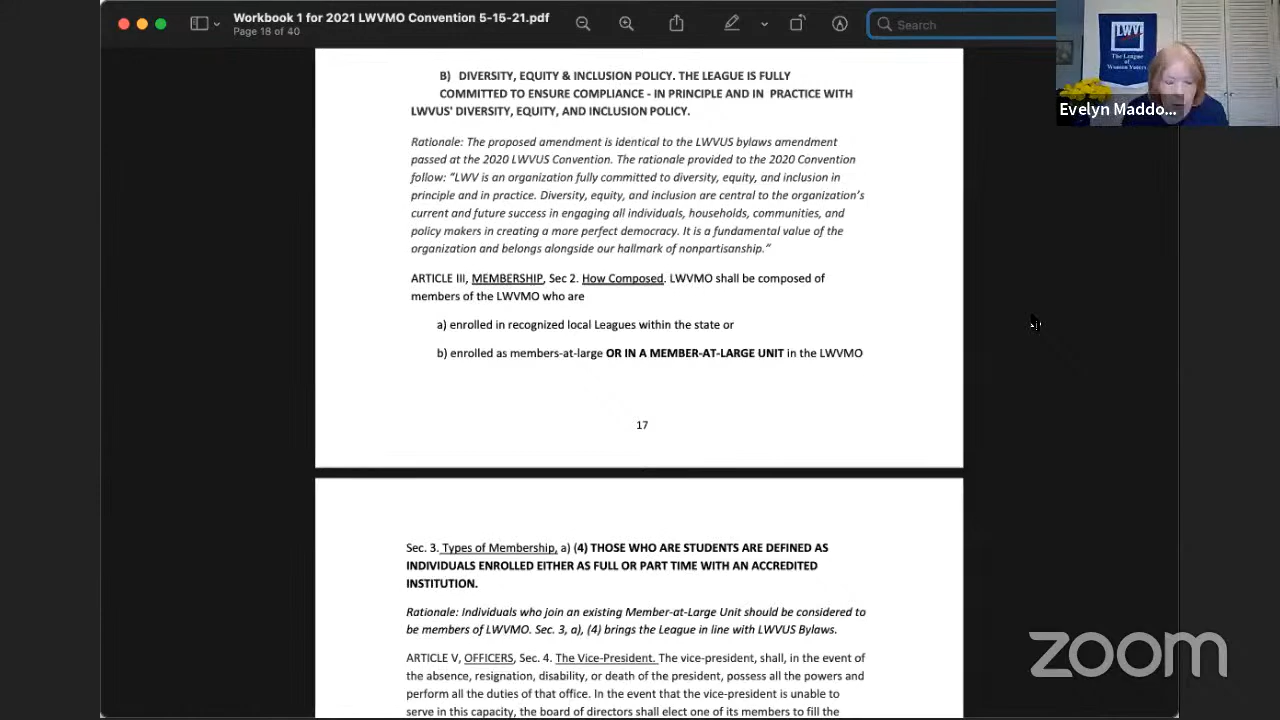 Workbook 1 for 2021 LWVMO Convention 5-15-21.pdf
Page 18 of 40
Search
B) DIVERSITY, EQUITY & INCLUSION POLICY. THE LEAGUE IS FULLY
COMMITTED TO ENSURE COMPLIANCE - IN PRINCIPLE AND IN PRACTICE WITH
LWVUS' DIVERSITY, EQUITY, AND INCLUSION POLICY.
Rationale: The proposed amendment is identical to the LWVUS bylaws amendment
passed at the 2020 LWVUS Convention. The rationale provided to the 2020 Convention
follow: “LWV is an organization fully committed to diversity, equity, and inclusion in
principle and in practice. Diversity, equity, and inclusion are central to the organization’s
current and future success in engaging all individuals, households, communities, and
policy makers in creating a more perfect democracy. It is a fundamental value of the
organization and belongs alongside our hallmark of nonpartisanship.”
ARTICLE III, MEMBERSHIP, Sec 2. How Composed. LWVMO shall be composed of
members of the LWVMO who are
a) enrolled in recognized local Leagues within the state or
b) enrolled as members-at-large OR IN A MEMBER-AT-LARGE UNIT in the LWVMO
17
Sec. 3. Types of Membership, a) (4) THOSE WHO ARE STUDENTS ARE DEFINED AS
INDIVIDUALS ENROLLED EITHER AS FULL OR PART TIME WITH AN ACCREDITED
INSTITUTION.
Rationale: Individuals who join an existing Member-at-Large Unit should be considered to
be members of LWVMO. Sec. 3, a), (4) brings the League in line with LWVUS Bylaws.
ARTICLE V, OFFICERS, Sec. 4. The Vice-President. The vice-president, shall, in the event of
the absence, resignation, disability, or death of the president, possess all the powers and
perform all the duties of that office. In the event that the vice-president is unable to
serve in this capacity, the board of directors shall elect one of its members to fill the
LWV
The League
of
Women Voters
Evelyn Maddo...
zoom